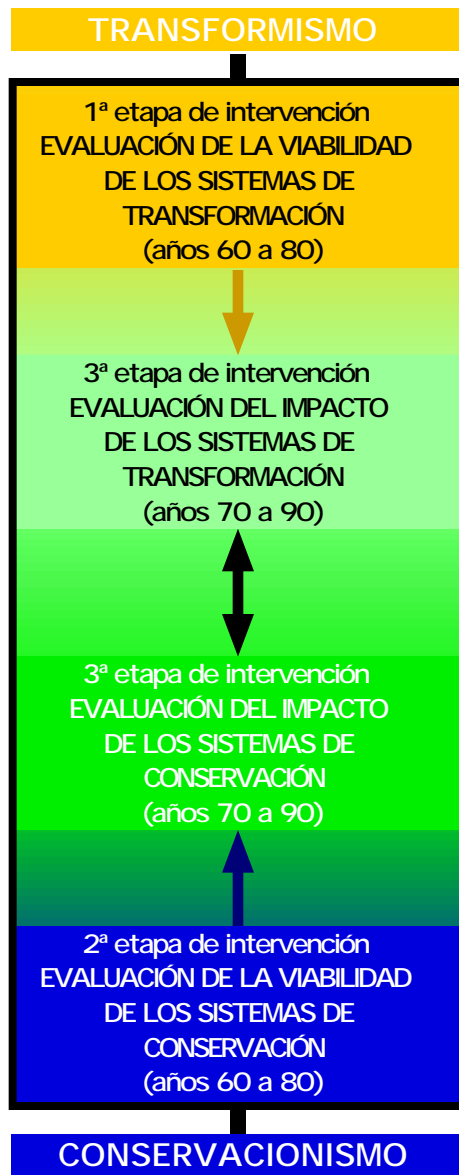 TRANSFORMISMO
1ª etapa de intervención
EVALUACIÓN DE LA VIABILIDAD
DE LOS SISTEMAS DE
TRANSFORMACIÓN
(años 60 a 80)
3ª etapa de intervención
EVALUACIÓN DEL IMPACTO
DE LOS SISTEMAS DE
TRANSFORMACIÓN
(años 70 a 90)
3ª etapa de intervención
EVALUACIÓN DEL IMPACTO
DE LOS SISTEMAS DE
CONSERVACIÓN
(años 70 a 90)
2ª etapa de intervención
EVALUACIÓN DE LA VIABILIDAD
DE LOS SISTEMAS DE
CONSERVACIÓN
(años 60 a 80)
CONSERVACIONISMO